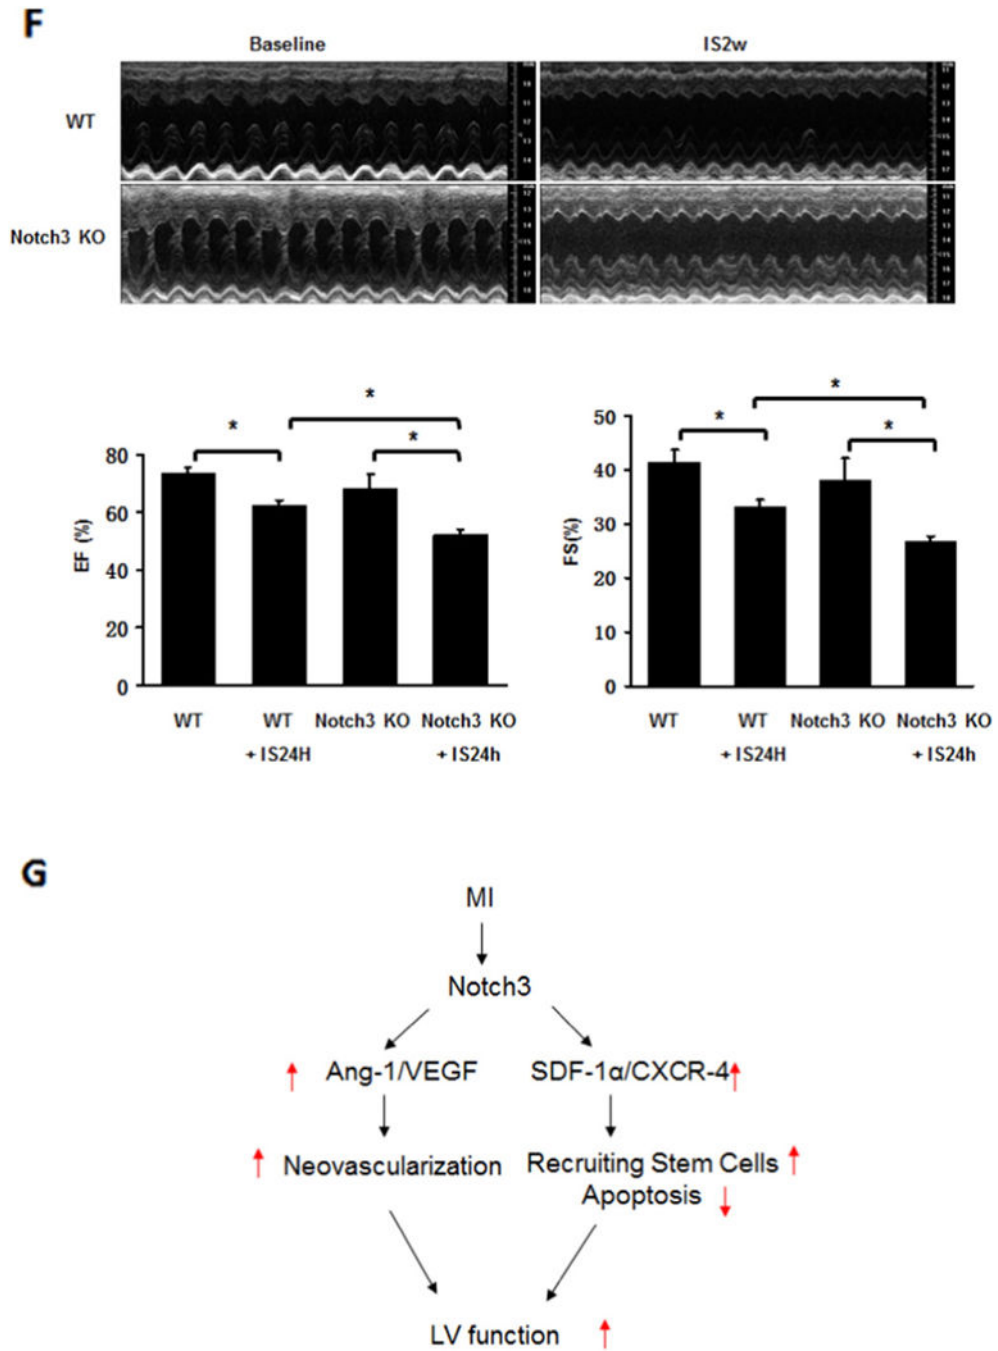 F
Baseline IS2w
WT
Notch3 KO
* * *
80
60
40
20
0
EF (%)
WT WT Notch3 KO Notch3 KO
+ IS24H + IS24h
* * *
50
40
30
20
10
0
FS(%)
WT WT Notch3 KO Notch3 KO
+ IS24H + IS24h
G
MI
Notch3
Ang-1/VEGF SDF-1α/CXCR-4
Neovascularization Recruiting Stem Cells
Apoptosis
LV function